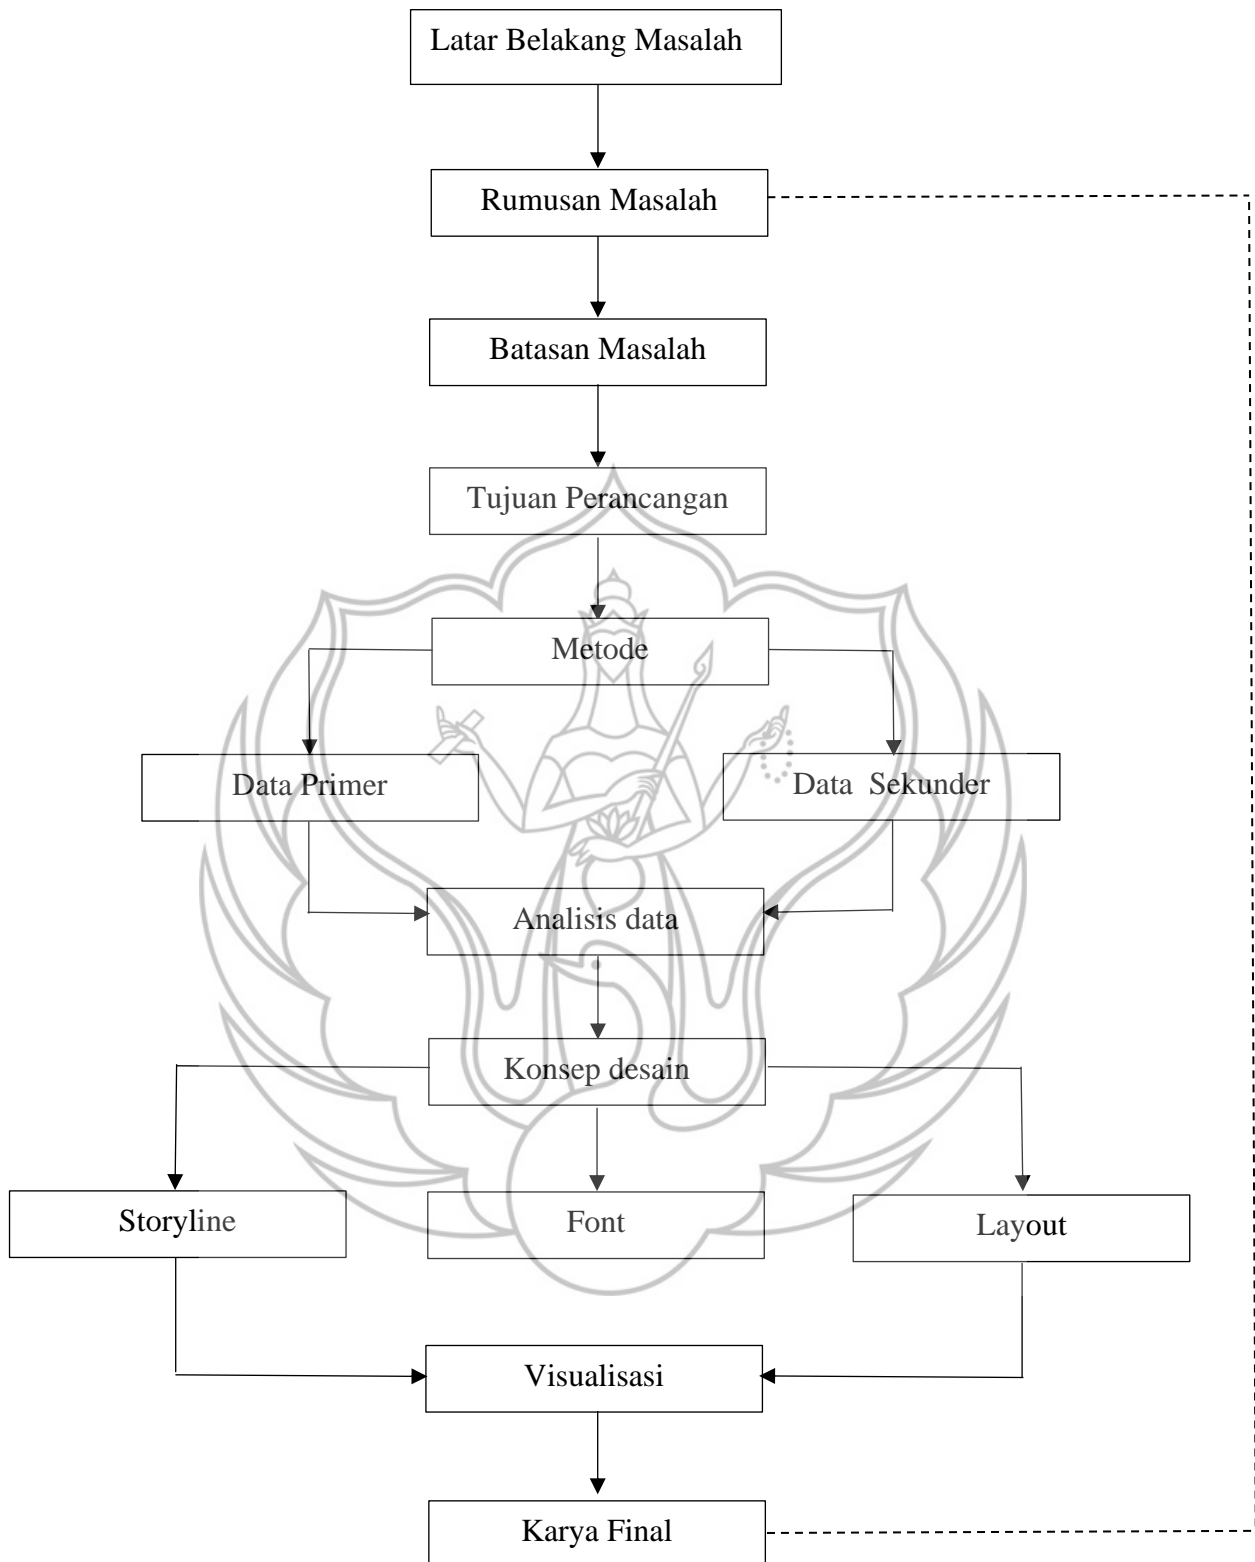 Latar Belakang Masalah
Rumusan Masalah
Batasan Masalah
Tujuan Perancangan
Metode
Data Primer
Data  Sekunder
Analisis data
Konsep desain
Storyline
Font
Layout
Visualisasi
Karya Final